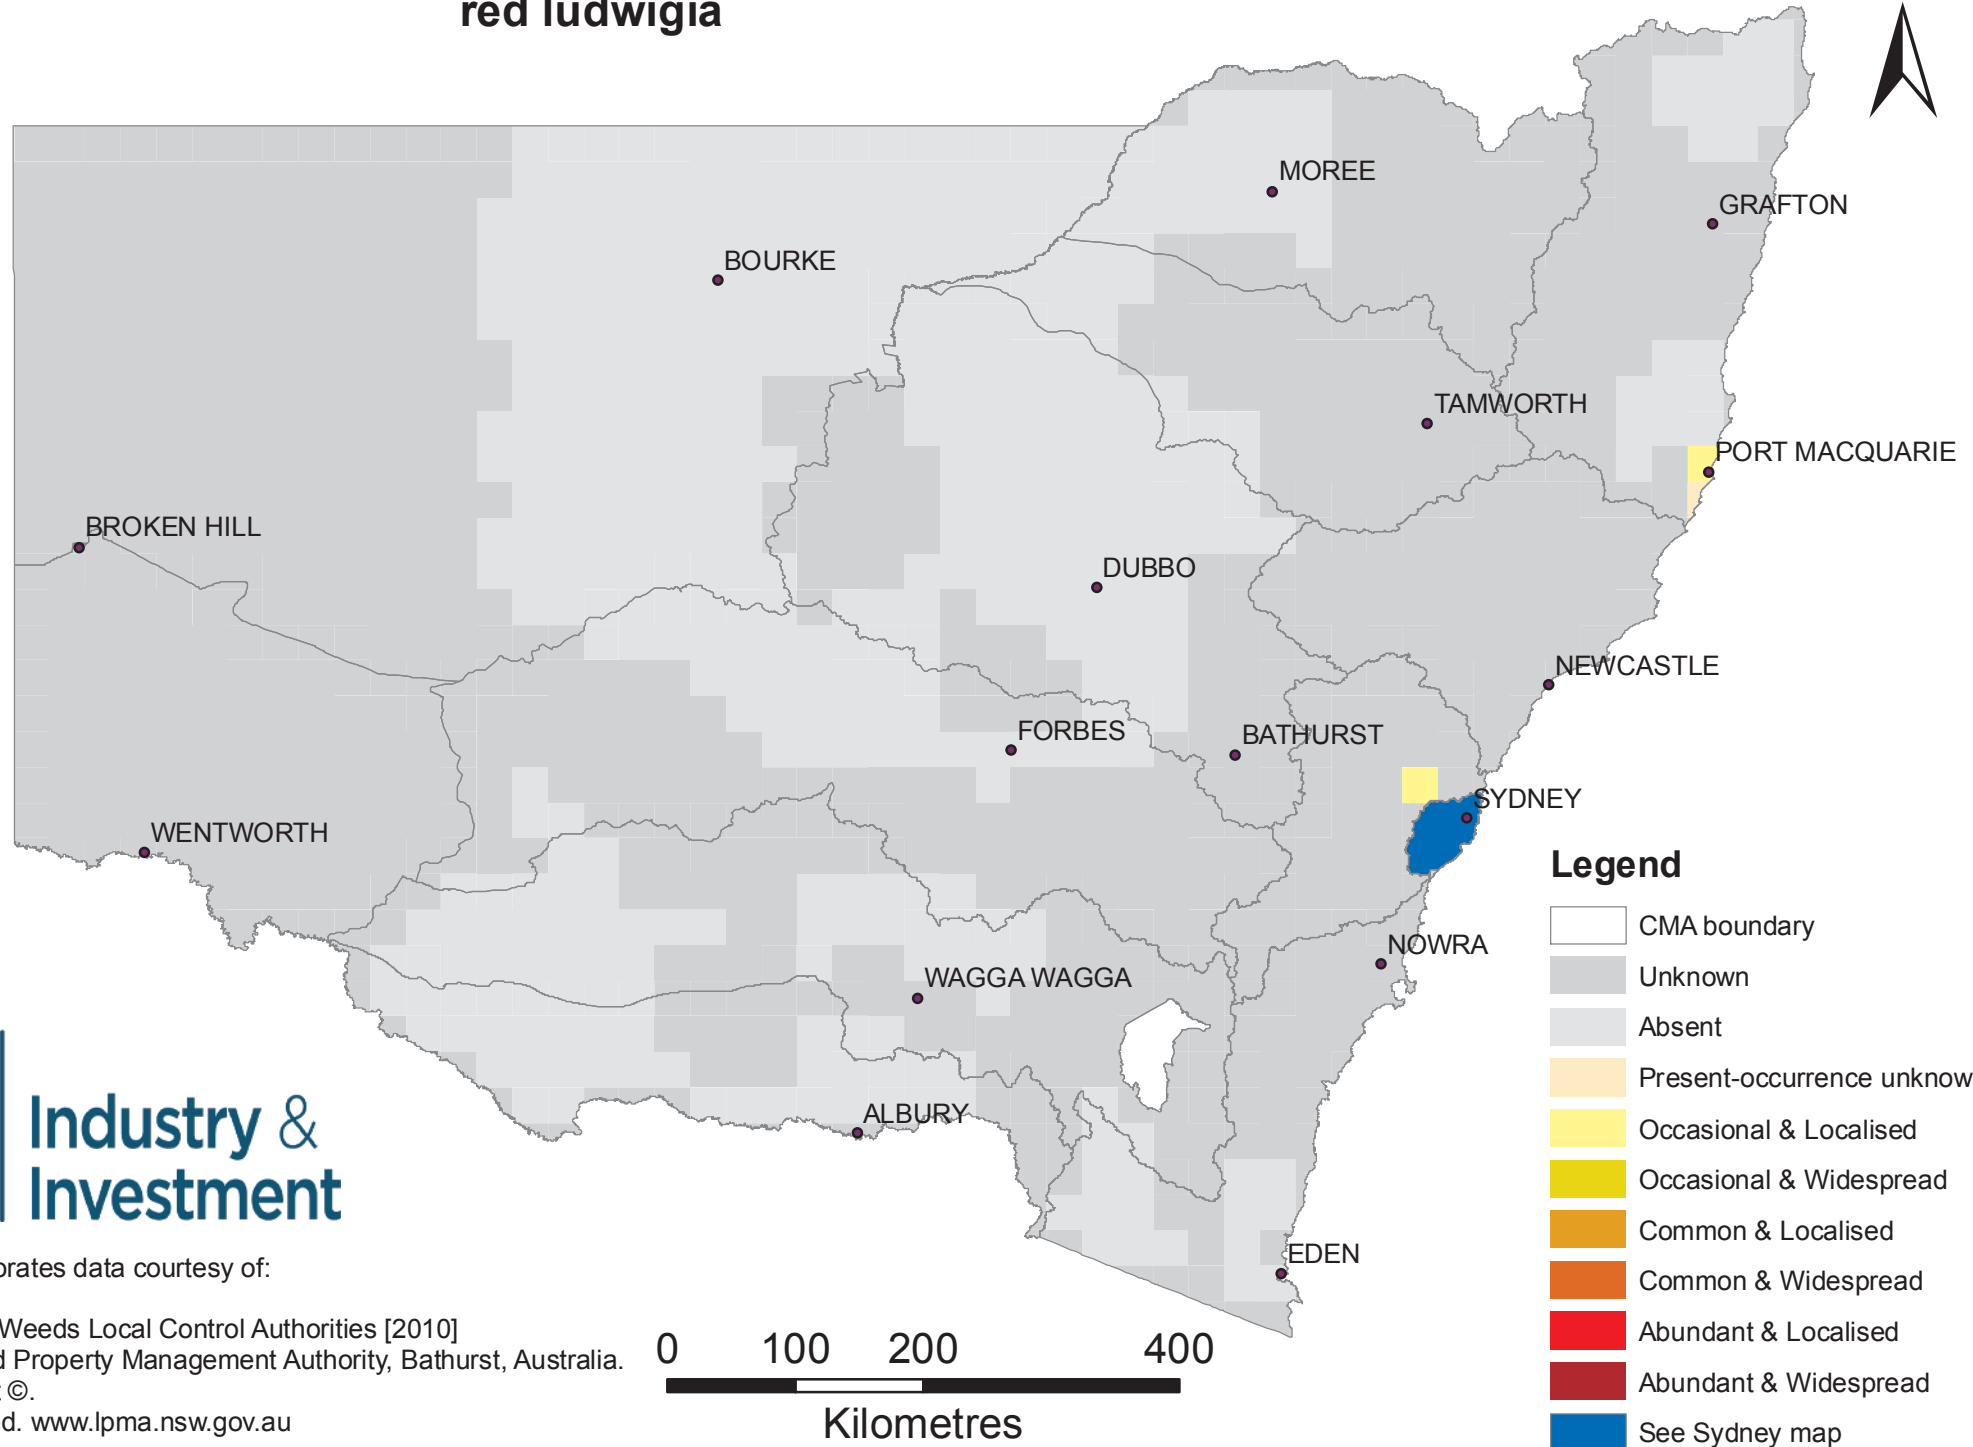 red ludwigia
MOREE
GRAFTON
BOURKE
TAMWORTH
PORT MACQUARIE
BROKEN HILL
DUBBO
NEWCASTLE
FORBES
BATHURST
SYDNEY
WENTWORTH
NOWRA
WAGGA WAGGA
ALBURY
EDEN
Legend
CMA boundary
Unknown
Absent
Present-occurrence unknow
Occasional & Localised
Occasional & Widespread
Common & Localised
Common & Widespread
Abundant & Localised
Abundant & Widespread
See Sydney map
Industry &
Investment
orates data courtesy of:
Weeds Local Control Authorities [2010]
d Property Management Authority, Bathurst, Australia.
t ©.
d. www.lpma.nsw.gov.au
0 100 200 400
Kilometres